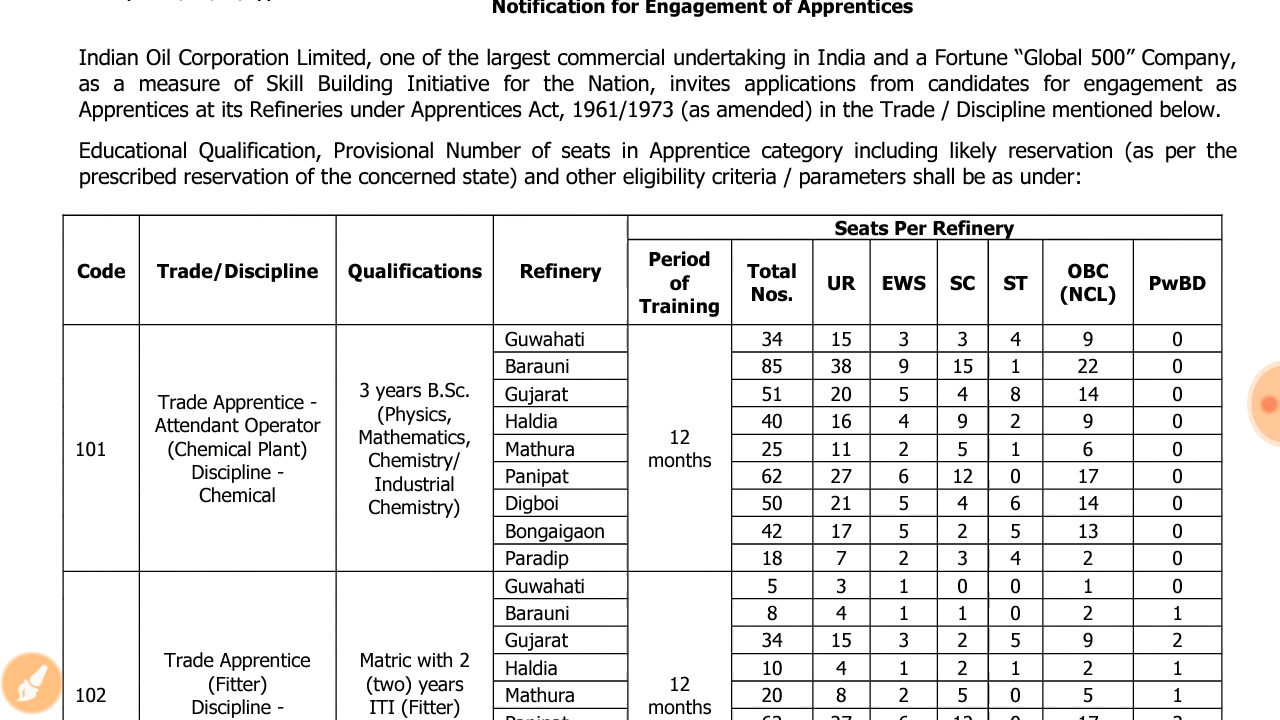 Notification for Engagement of Apprentices
Indian Oil Corporation Limited, one of the largest commercial undertaking in India and a Fortune “Global 500” Company,
as a measure of Skill Building Initiative for the Nation, invites applications from candidates for engagement as
Apprentices at its Refineries under Apprentices Act, 1961/1973 (as amended) in the Trade / Discipline mentioned below.
Educational Qualification, Provisional Number of seats in Apprentice category including likely reservation (as per the
prescribed reservation of the concerned state) and other eligibility criteria / parameters shall be as under:
Seats Per Refinery
Code Trade/Discipline Qualifications Refinery Period of Training Total Nos. UR EWS SC ST OBC (NCL) PwBD
101
Trade Apprentice -
Attendant Operator
(Chemical Plant)
Discipline -
Chemical
3 years B.Sc.
(Physics,
Mathematics,
Chemistry/
Industrial
Chemistry)
12
months
Guwahati 34 15 3 3 4 9 0
Barauni 85 38 9 15 1 22 0
Gujarat 51 20 5 4 8 14 0
Haldia 40 16 4 9 2 9 0
Mathura 25 11 2 5 1 6 0
Panipat 62 27 6 12 0 17 0
Digboi 50 21 5 4 6 14 0
Bongaigaon 42 17 5 2 5 13 0
Paradip 18 7 2 3 4 2 0
102
Trade Apprentice
(Fitter)
Discipline -
Matric with 2
(two) years
ITI (Fitter)
12
months
Guwahati 5 3 1 0 0 1 0
Barauni 8 4 1 1 0 2 1
Gujarat 34 15 3 2 5 9 2
Haldia 10 4 1 2 1 2 1
Mathura 20 8 2 5 0 5 1